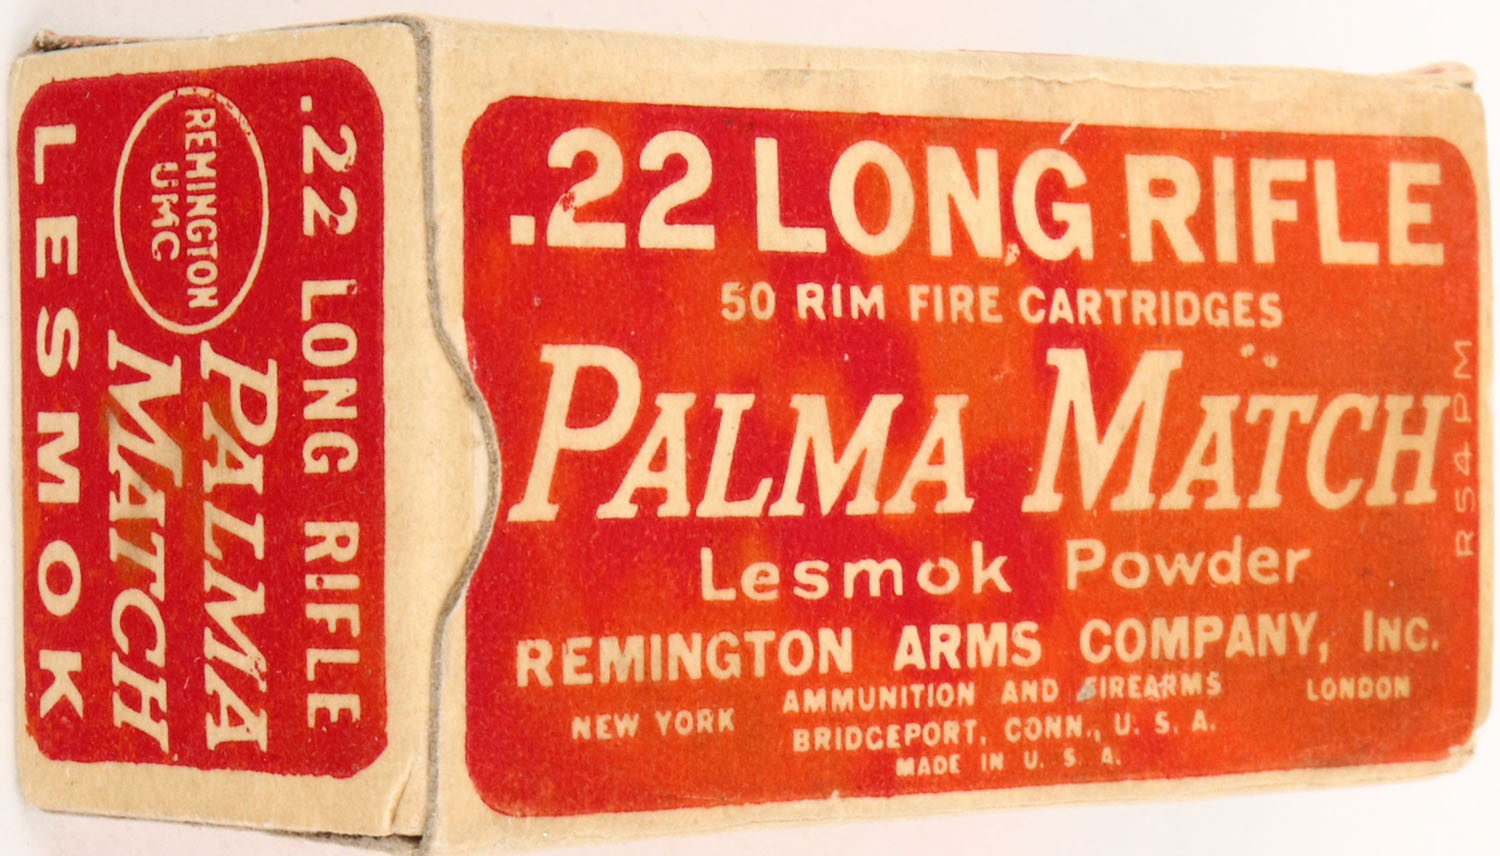 .22 LONG RIFLE
REMINGTON
UMC
PALMA
MATCH
LESMOK
.22 LONG RIFLE
50 RIM FIRE CARTRIDGES
PALMA MATCH
Lesmok Powder
REMINGTON ARMS COMPANY, INC.
AMMUNITION AND FIREARMS
NEW YORK LONDON
BRIDGEPORT, CONN., U. S. A.
MADE IN U. S. A.
R54PM